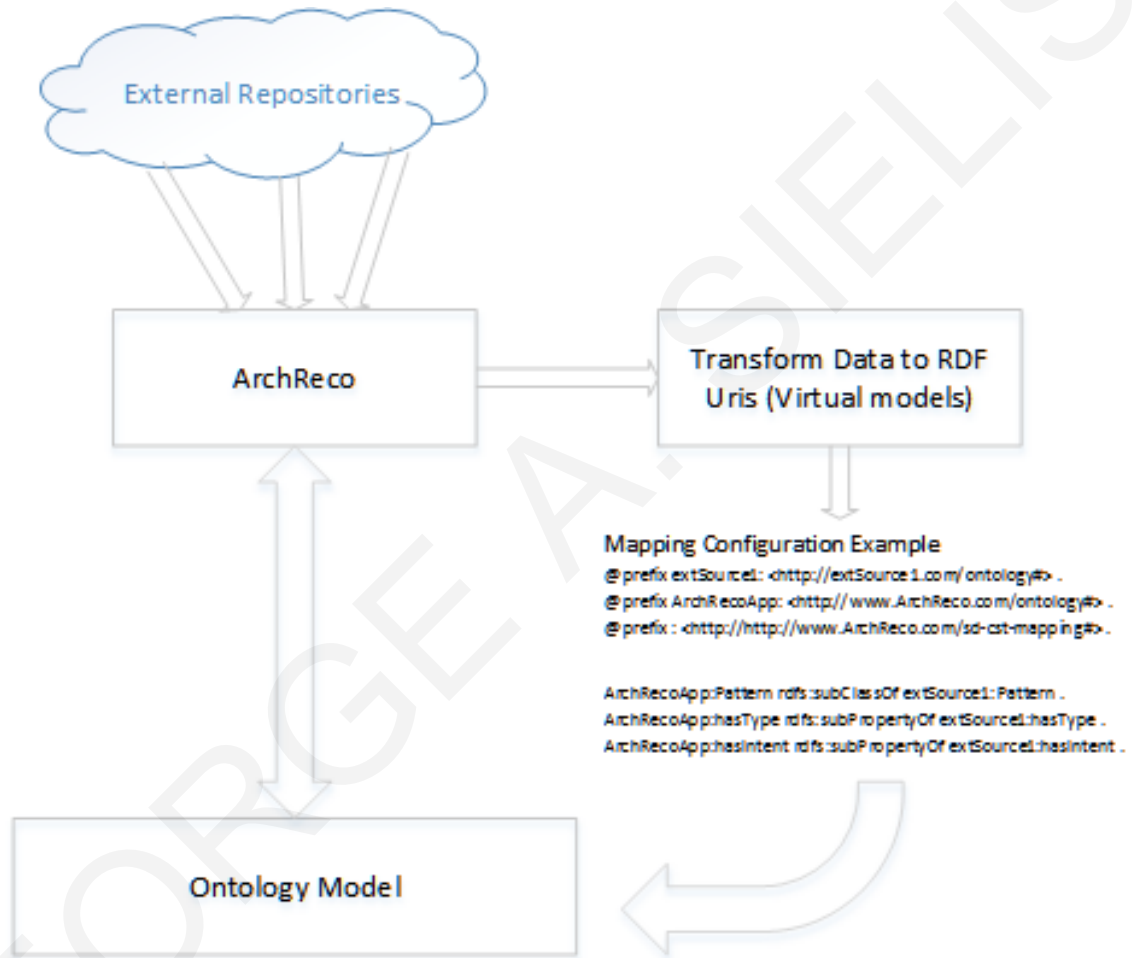 External Repositories
ArchReco
Transform Data to RDF
Uris (Virtual models)
Mapping Configuration Example
@prefix extSource1: <http://extSource1.com/ontology#> .
@prefix ArchRecoApp: <http://www.ArchReco.com/ontology#> .
@prefix : <http://http://www.ArchReco.com/sd-cst-mapping#> .
ArchRecoApp:Pattern rdfs:subClassOf extSource1:Pattern .
ArchRecoApp:hasType rdfs:subPropertyOf extSource1:hasType .
ArchRecoApp:hasIntent rdfs:subPropertyOf extSource1:hasIntent .
Ontology Model
ORGE A. SIELIS